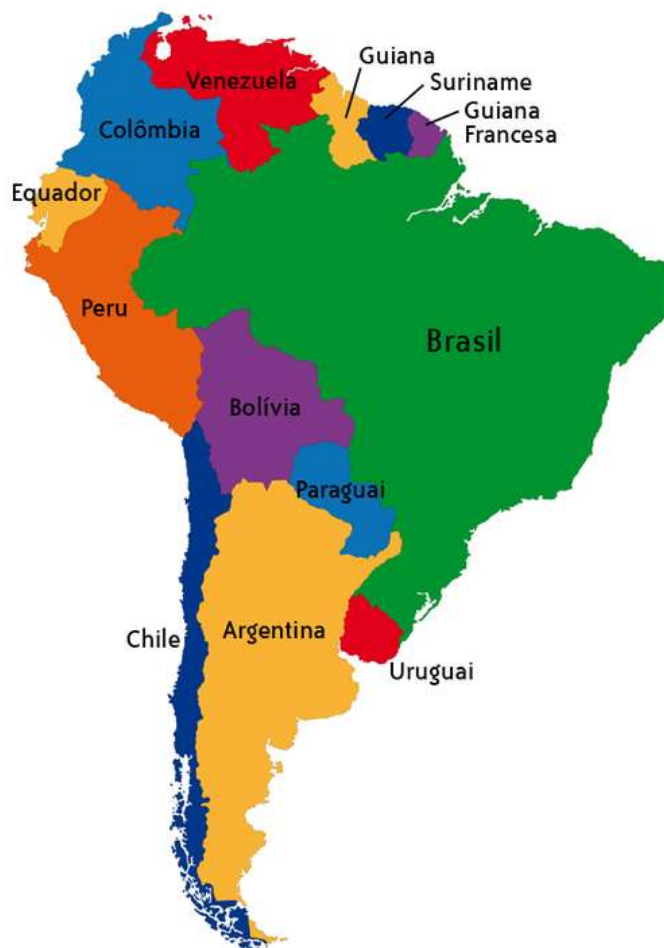 Guiana
Venezuela
Suriname
Guiana
Francesa
Colômbia
Equador
Peru
Brasil
Bolívia
Paraguai
Chile
Argentina
Uruguai